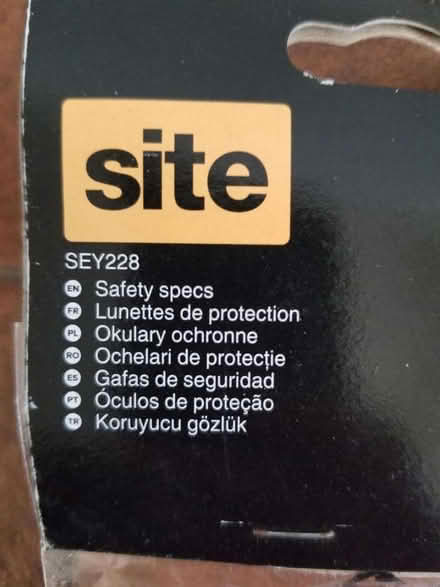 site
SEY228
EN Safety specs
FR Lunettes de protection
PL Okulary ochronne
RO Ochelari de protecție
ES Gafas de seguridad
PT Óculos de proteção
TR Koruyucu gözlük